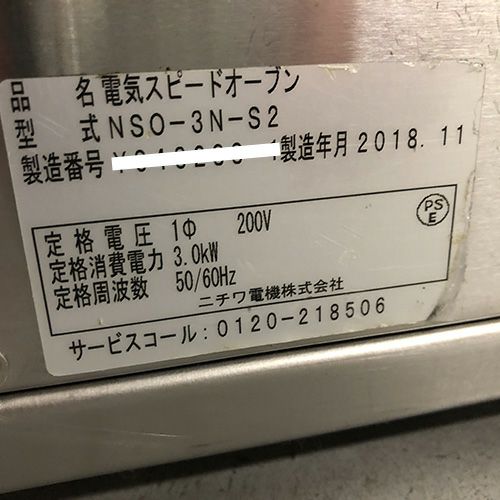 品 名 電気スピードオーブン
型 式 NSO-3N-S2
製造番号 製造年月 2018.11
定格電圧 1Φ 200V
定格消費電力 3.0kW
定格周波数 50/60Hz
PS
E
ニチワ電機株式会社
サービスコール:0120-218506